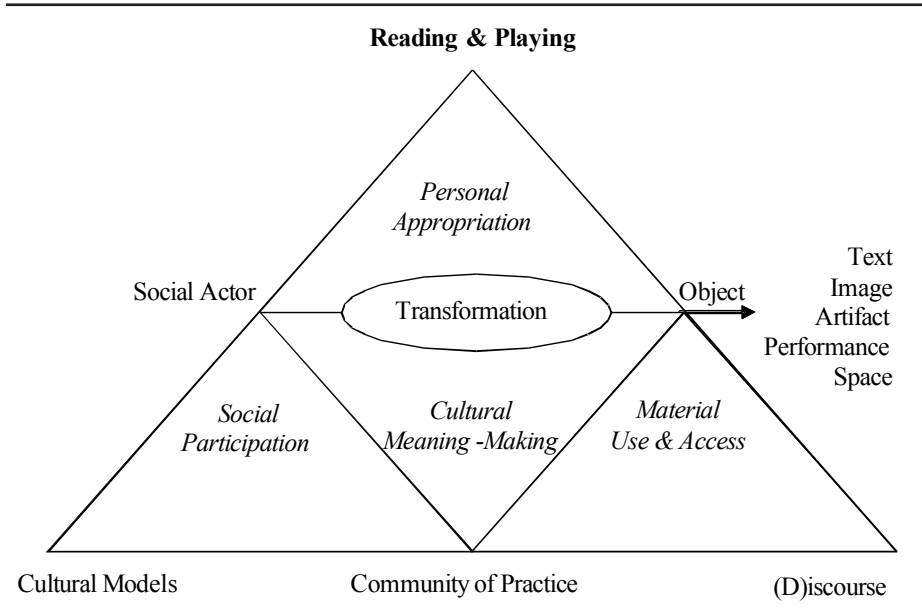 Reading & Playing
Personal
Appropriation
Social Actor
Transformation
Object
Text
Image
Artifact
Performance
Space
Social
Participation
Cultural
Meaning -Making
Material
Use & Access
Cultural Models
Community of Practice
(D)iscourse